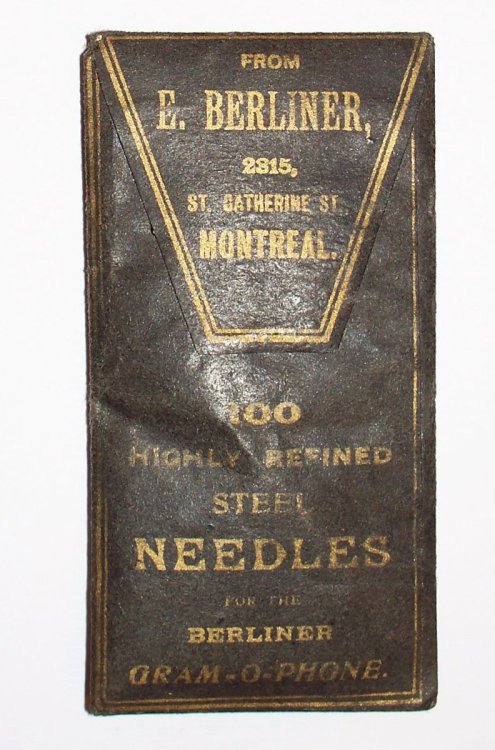 FROM
E. BERLINER,
2315,
ST. CATHERINE ST.
MONTREAL.
100
HIGHLY REFINED
STEEL
NEEDLES
FOR THE
BERLINER
GRAM-O-PHONE.